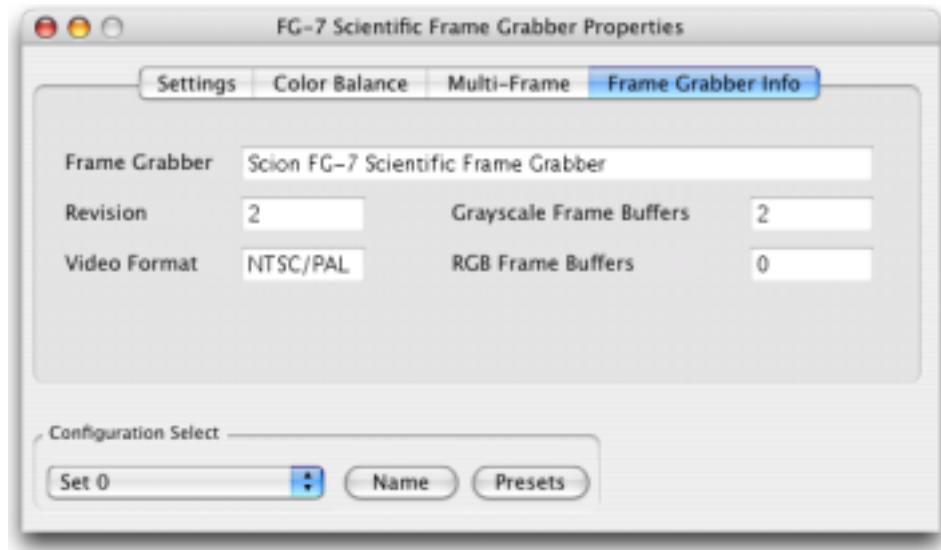 FG-7 Scientific Frame Grabber Properties
Settings Color Balance Multi-Frame Frame Grabber Info
Frame Grabber Scion FG-7 Scientific Frame Grabber
Revision 2 Grayscale Frame Buffers 2
Video Format NTSC/PAL RGB Frame Buffers 0
Configuration Select
Set 0 Name Presets